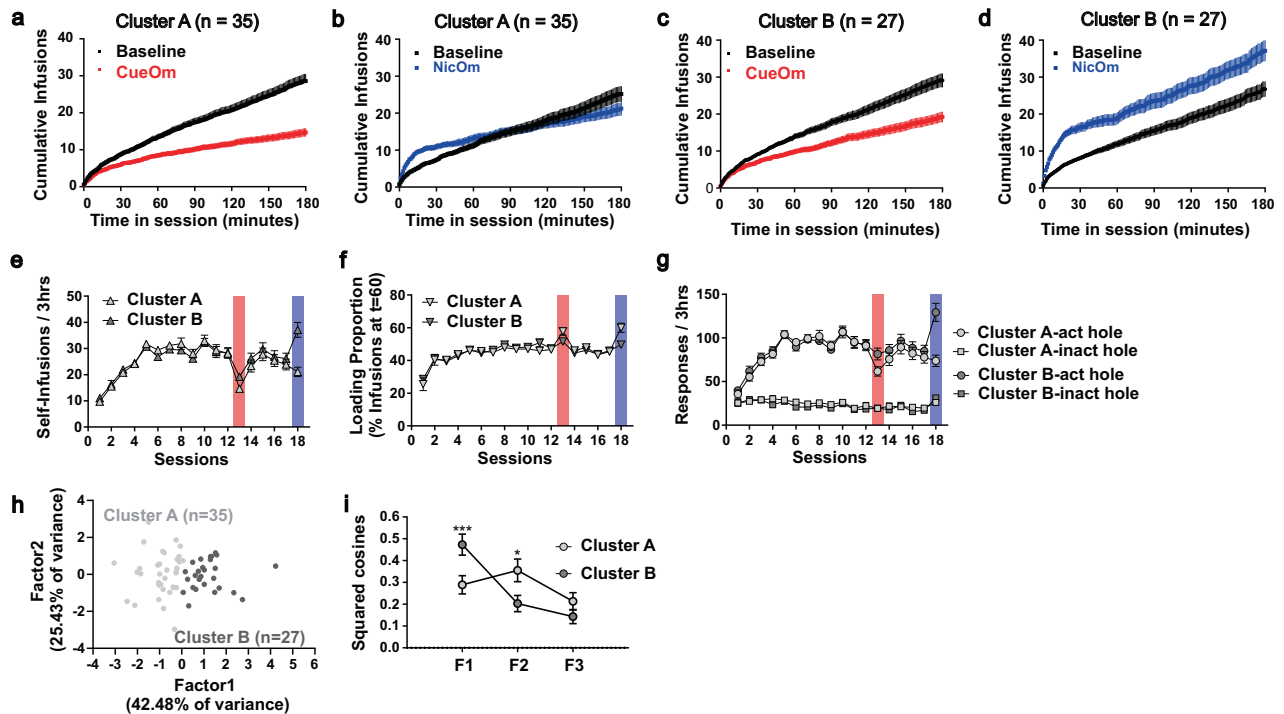 a
Cluster A (n = 35)
Cumulative Infusions
40
30
20
10
0
Baseline
CueOm
0 30 60 90 120 150 180
Time in session (minutes)
b
Cluster A (n = 35)
Cumulative Infusions
40
30
20
10
0
Baseline
NicOm
0 30 60 90 120 150 180
Time in session (minutes)
c
Cluster B (n = 27)
Cumulative Infusions
40
30
20
10
0
Baseline
CueOm
0 30 60 90 120 150 180
Time in session (minutes)
d
Cluster B (n = 27)
Cumulative Infusions
40
30
20
10
0
Baseline
NicOm
0 30 60 90 120 150 180
Time in session (minutes)
e
Self-Infusions / 3hrs
50
40
30
20
10
0
Cluster A
Cluster B
0 2 4 6 8 10 12 14 16 18
Sessions
f
Loading Proportion
(% Infusions at t=60)
80
60
40
20
0
Cluster A
Cluster B
0 2 4 6 8 10 12 14 16 18
Sessions
g
Responses / 3hrs
150
100
50
0
0 2 4 6 8 10 12 14 16 18
Sessions
Cluster A-act hole
Cluster A-inact hole
Cluster B-act hole
Cluster B-inact hole
h
Factor2
(25.43% of variance)
4
2
0
-2
-4
Cluster A (n=35)
Cluster B (n=27)
-4 -3 -2 -1 0 1 2 3 4 5 6
Factor1
(42.48% of variance)
i
Squared cosines
0.6
0.5
0.4
0.3
0.2
0.1
0.0
***
*
Cluster A
Cluster B
F1 F2 F3